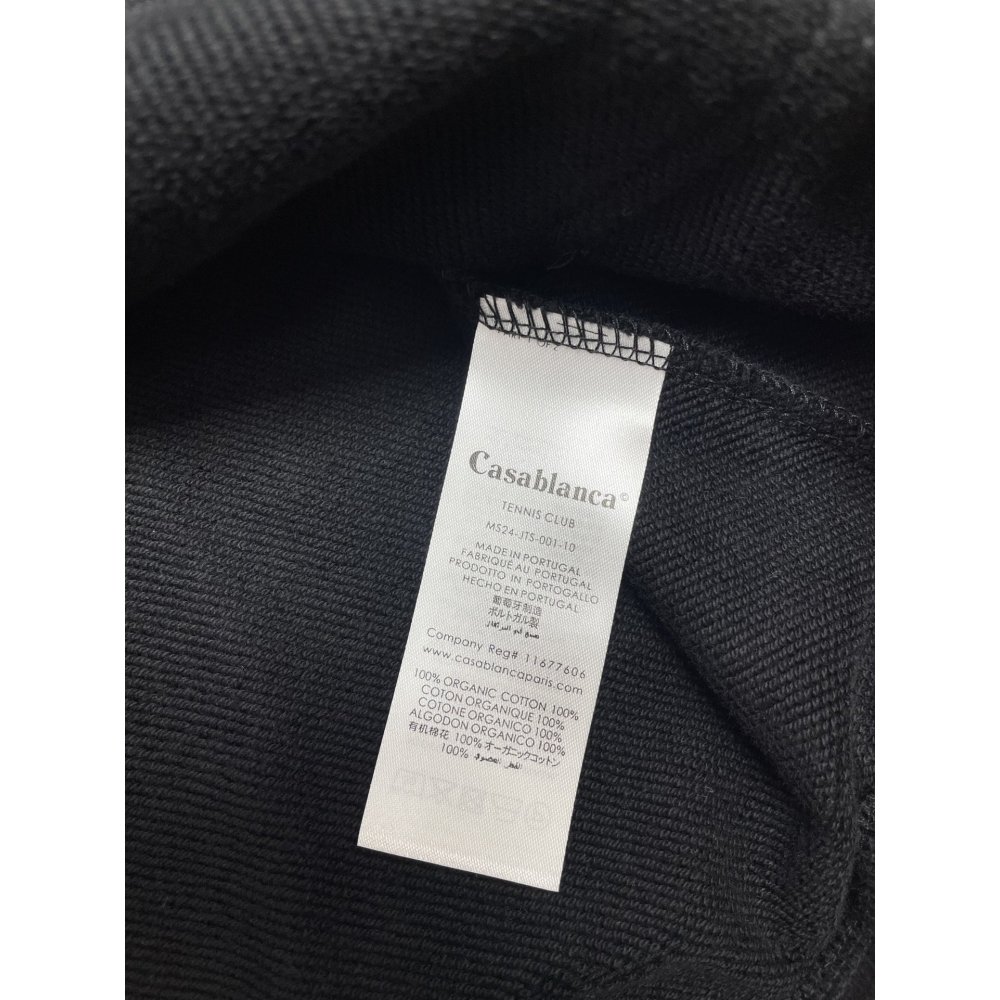 Casablanca©
TENNIS CLUB
MS24-JTS-001-10
MADE IN PORTUGAL
FABRIQUÉ AU PORTUGAL
PRODOTTO IN PORTOGALLO
HECHO EN PORTUGAL
葡萄牙制造
ポルトガル製
Company Reg# 11677606
www.casablancaparis.com
100% ORGANIC COTTON 100%
COTON ORGANIQUE 100%
COTONE ORGANICO 100%
ALGODON ORGANICO 100%
有机棉花 100% オーガニックコットン
100% القطن العضوي